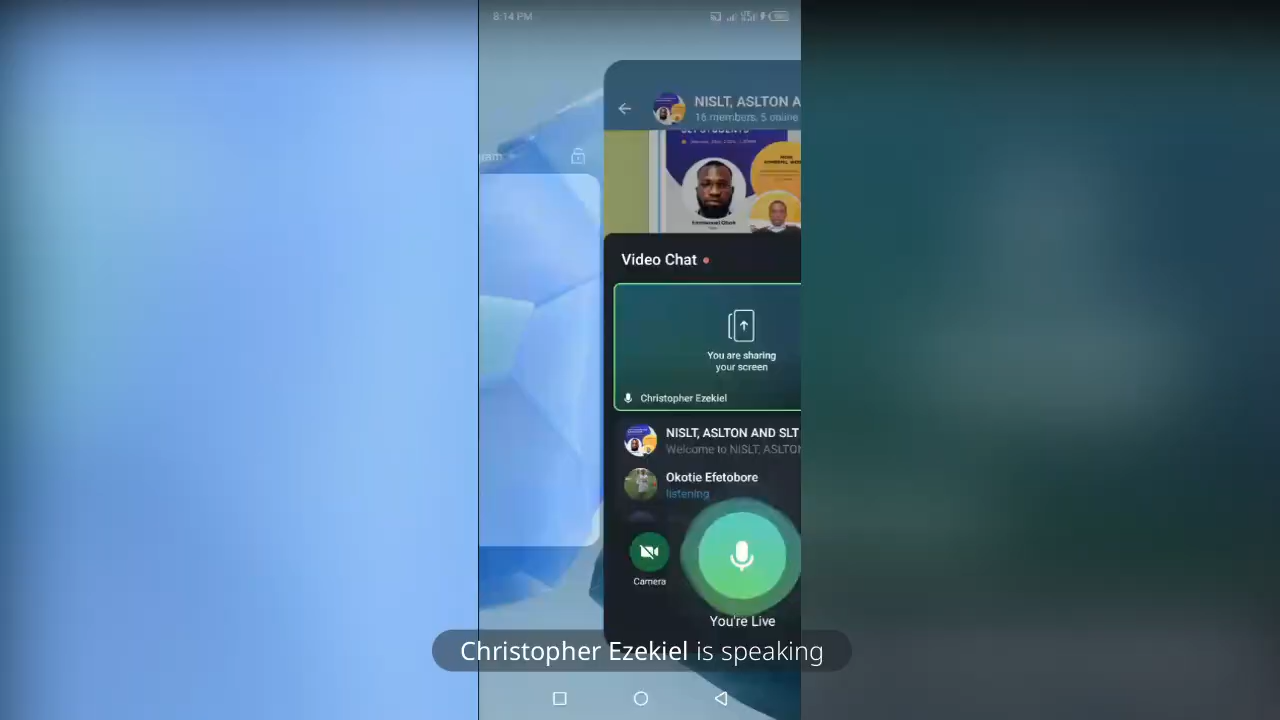 8:14 PM
NISLT, ASLTON A
16 members, 5 online
SLT STUDENTS
Emmanuel
Video Chat
You are sharing
your screen
Christopher Ezekiel
NISLT, ASLTON AND SLT
Welcome to NISLT, ASLTON
Okotie Efetobore
listening
Camera
You're Live
Christopher Ezekiel is speaking